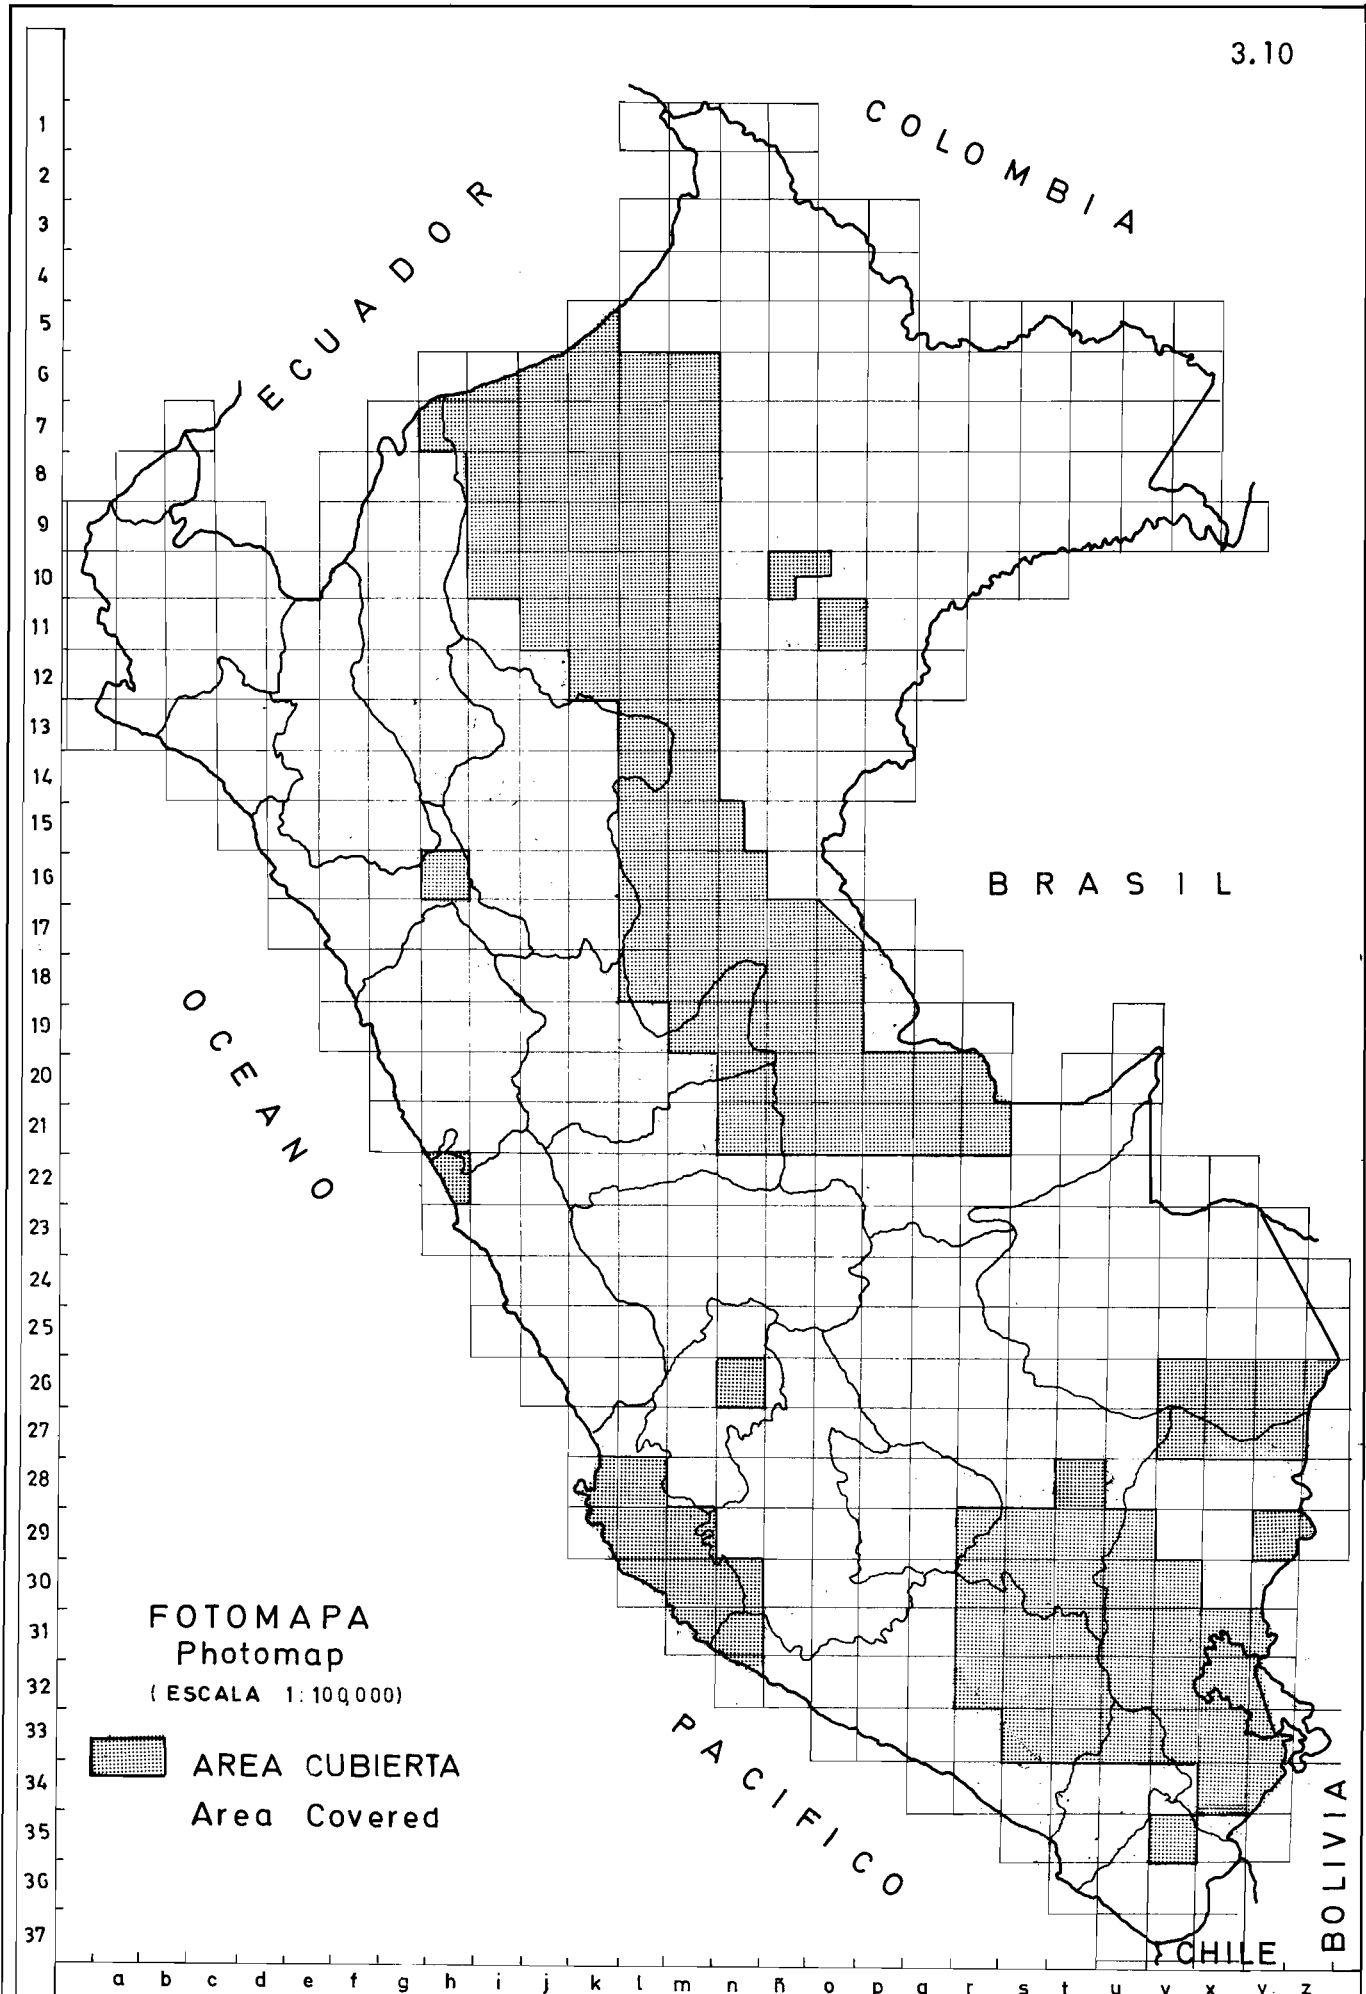 3.10
COLOMBIA
ECUADOR
BRASIL
OCEANO
PACIFICO
BOLIVIA
CHILE
1
2
3
4
5
6
7
8
9
10
11
12
13
14
15
16
17
18
19
20
21
22
23
24
25
26
27
28
29
30
31
32
33
34
35
36
37
FOTOMAPA
Photomap
(ESCALA 1:100,000)
AREA CUBIERTA
Area Covered
a b c d e f g h i j k l m n ñ o p q r s t u v x y z